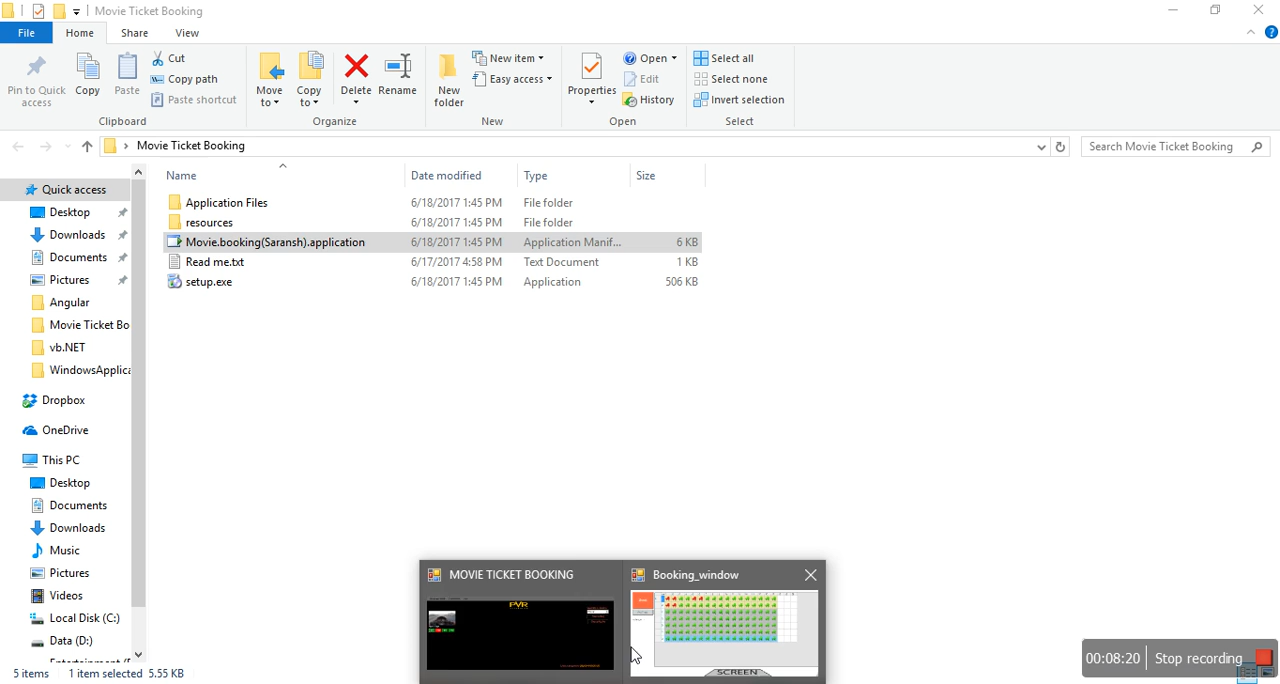 Movie Ticket Booking
File Home Share View
Pin to Quick access
Copy
Paste
Cut
Copy path
Paste shortcut
Clipboard
Move to
Copy to
Delete
Rename
Organize
New folder
New item
Easy access
New
Properties
Open
Edit
History
Open
Select all
Select none
Invert selection
Select
Movie Ticket Booking
Search Movie Ticket Booking
Name Date modified Type Size
Application Files 6/18/2017 1:45 PM File folder
resources 6/18/2017 1:45 PM File folder
Movie.booking(Saransh).application 6/18/2017 1:45 PM Application Manif... 6 KB
Read me.txt 6/17/2017 4:58 PM Text Document 1 KB
setup.exe 6/18/2017 1:45 PM Application 506 KB
Quick access
Desktop
Downloads
Documents
Pictures
Angular
Movie Ticket Bo
vb.NET
WindowsApplica
Dropbox
OneDrive
This PC
Desktop
Documents
Downloads
Music
Pictures
Videos
Local Disk (C:)
Data (D:)
5 items 1 item selected 5.55 KB
MOVIE TICKET BOOKING
PVR
Booking_window
SCREEN
00:08:20 Stop recording